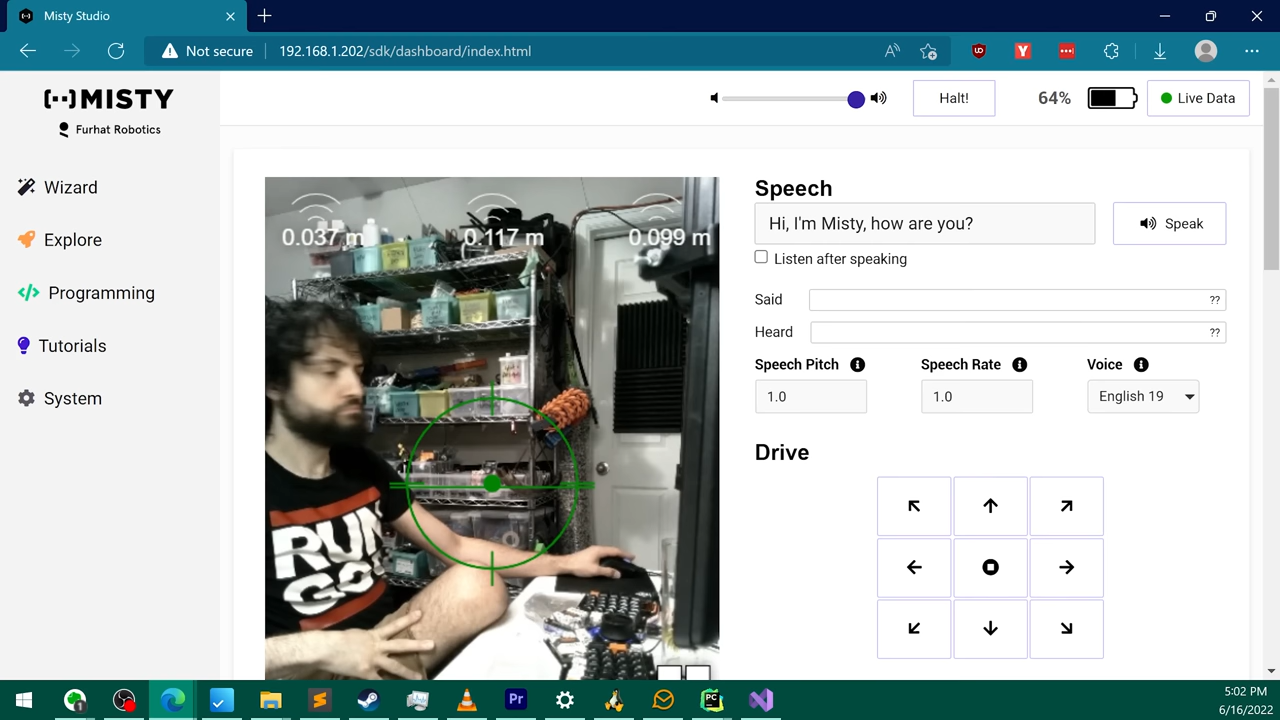 Misty Studio
Not secure
192.168.1.202/sdk/dashboard/index.html
MISTY
Furhat Robotics
Halt!
64%
Live Data
Wizard
Explore
Programming
Tutorials
System
0.037 m
0.117 m
0.099 m
RUN
GO!
Speech
Hi, I'm Misty, how are you?
Speak
Listen after speaking
Said
??
Heard
??
Speech Pitch
Speech Rate
Voice
1.0
1.0
English 19
Drive
5:02 PM
6/16/2022